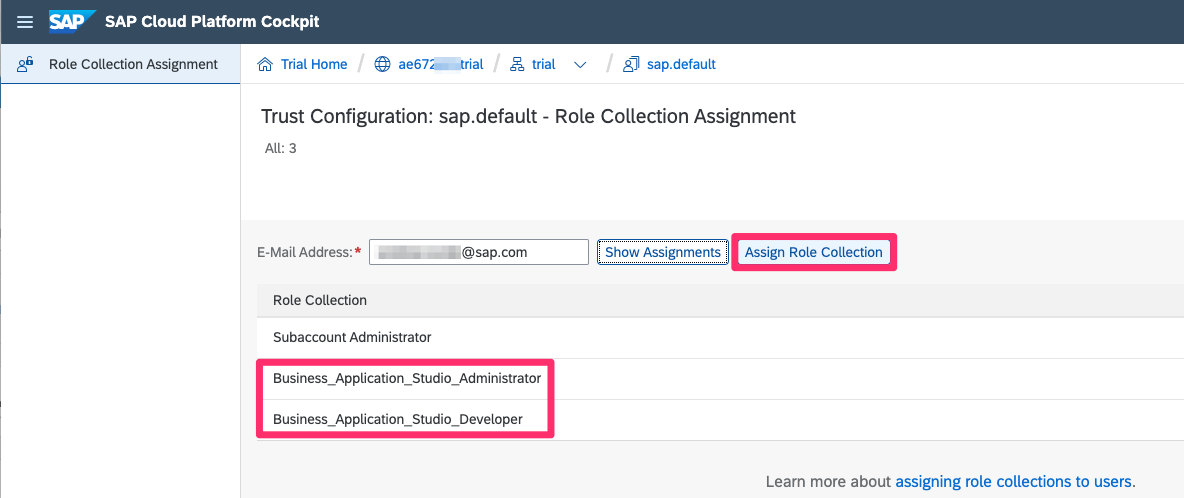 SAP SAP Cloud Platform Cockpit
Role Collection Assignment
Trial Home / ae672 trial / trial / sap.default
Trust Configuration: sap.default - Role Collection Assignment
All: 3
E-Mail Address:* @sap.com Show Assignments Assign Role Collection
Role Collection
Subaccount Administrator
Business_Application_Studio_Administrator
Business_Application_Studio_Developer
Learn more about assigning role collections to users.